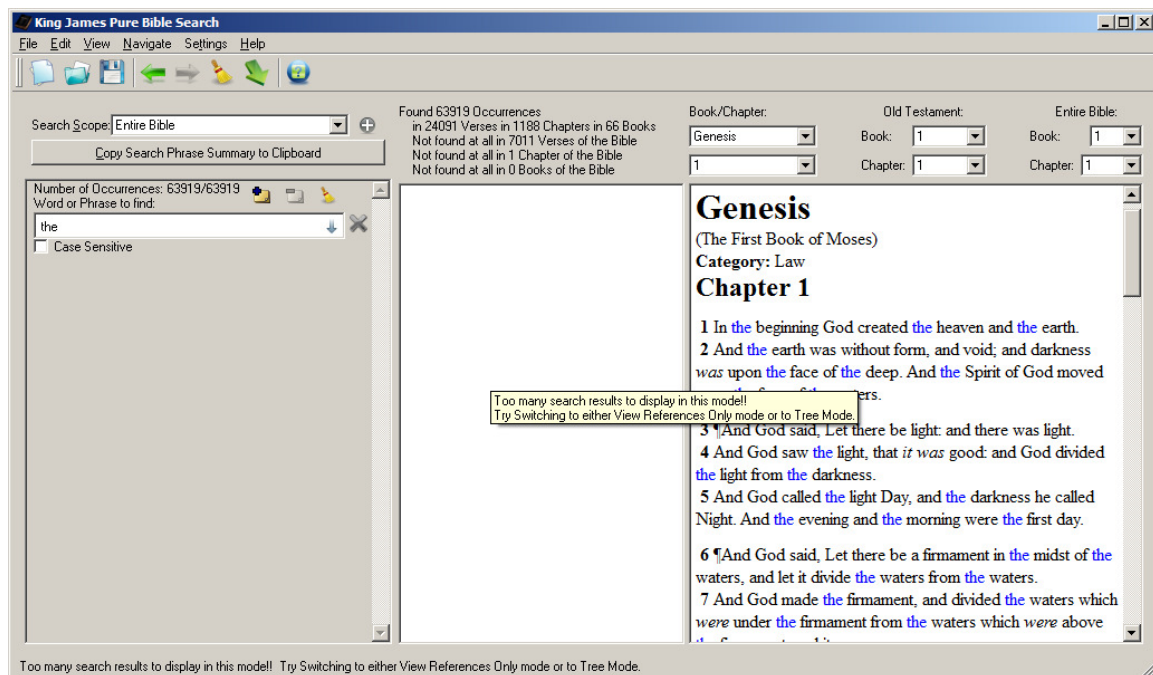 King James Pure Bible Search
File Edit View Navigate Settings Help
Search Scope: Entire Bible
Copy Search Phrase Summary to Clipboard
Found 63919 Occurrences
in 24091 Verses in 1188 Chapters in 66 Books
Not found at all in 7011 Verses of the Bible
Not found at all in 1 Chapter of the Bible
Not found at all in 0 Books of the Bible
Book/Chapter: Old Testament: Entire Bible:
Genesis Book: 1 Book: 1
1 Chapter: 1 Chapter: 1
Number of Occurrences: 63919/63919
Word or Phrase to find:
the
Case Sensitive
Too many search results to display in this mode!!
Try Switching to either View References Only mode or to Tree Mode.
Genesis
(The First Book of Moses)
Category: Law
Chapter 1
1 In the beginning God created the heaven and the earth.
2 And the earth was without form, and void; and darkness
was upon the face of the deep. And the Spirit of God moved
ters.
3 ¶And God said, Let there be light: and there was light.
4 And God saw the light, that it was good: and God divided
the light from the darkness.
5 And God called the light Day, and the darkness he called
Night. And the evening and the morning were the first day.
6 ¶And God said, Let there be a firmament in the midst of the
waters, and let it divide the waters from the waters.
7 And God made the firmament, and divided the waters which
were under the firmament from the waters which were above
Too many search results to display in this mode!! Try Switching to either View References Only mode or to Tree Mode.